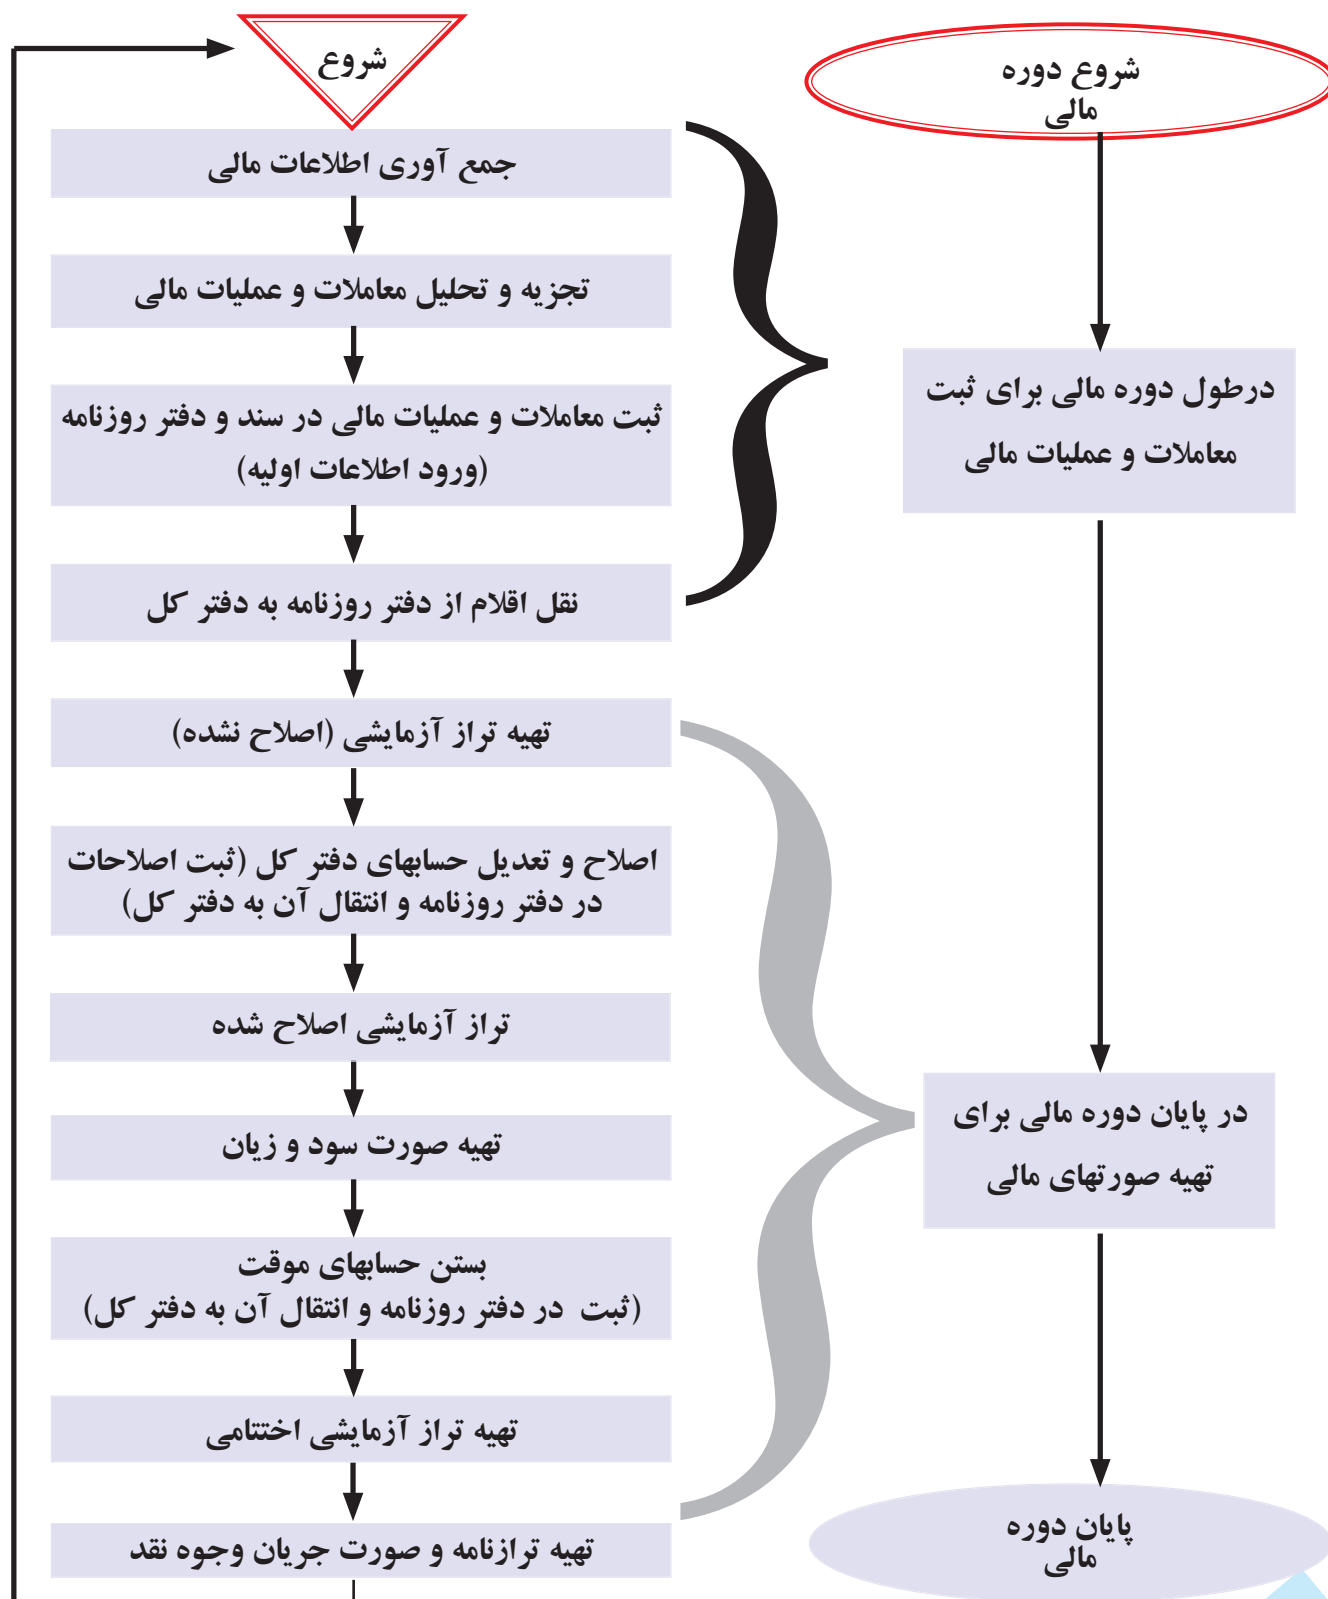 شروع
جمع آوری اطلاعات مالی
تجزیه و تحلیل معاملات و عملیات مالی
ثبت معاملات و عملیات مالی در سند و دفتر روزنامه
(ورود اطلاعات اولیه)
نقل اقلام از دفتر روزنامه به دفتر کل
تهیه تراز آزمایشی (اصلاح نشده)
اصلاح و تعدیل حسابهای دفتر کل (ثبت اصلاحات
در دفتر روزنامه و انتقال آن به دفتر کل)
تراز آزمایشی اصلاح شده
تهیه صورت سود و زیان
بستن حسابهای موقت
(ثبت در دفتر روزنامه و انتقال آن به دفتر کل)
تهیه تراز آزمایشی اختتامی
تهیه ترازنامه و صورت جریان وجوه نقد
شروع دوره
مالی
درطول دوره مالی برای ثبت
معاملات و عملیات مالی
در پایان دوره مالی برای
تهیه صورتهای مالی
پایان دوره
مالی